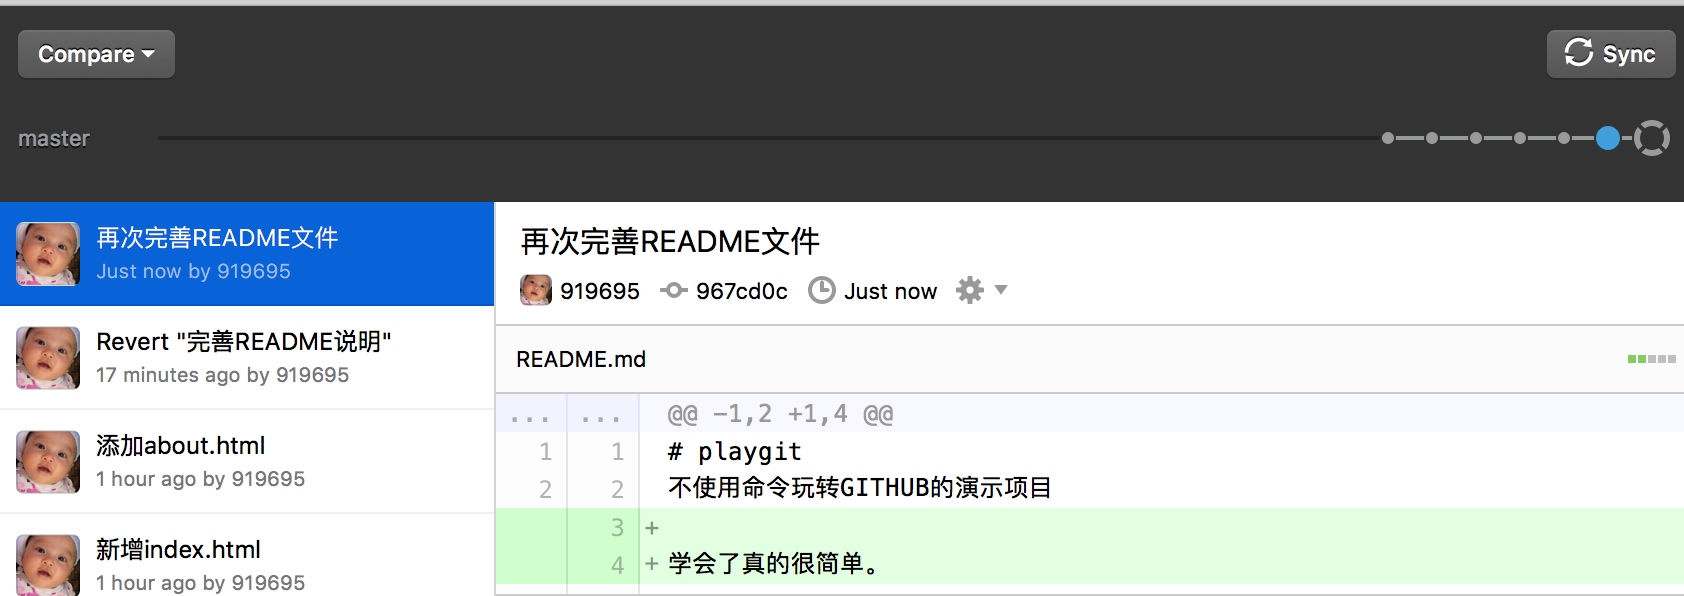 Compare
Sync
master
再次完善README文件
Just now by 919695
Revert "完善README说明"
17 minutes ago by 919695
添加about.html
1 hour ago by 919695
新增index.html
1 hour ago by 919695
再次完善README文件
919695 967cd0c Just now
README.md
... ... @@ -1,2 +1,4 @@
1 1 # playgit
2 2 不使用命令玩转GITHUB的演示项目
3 +
4 + 学会了真的很简单。